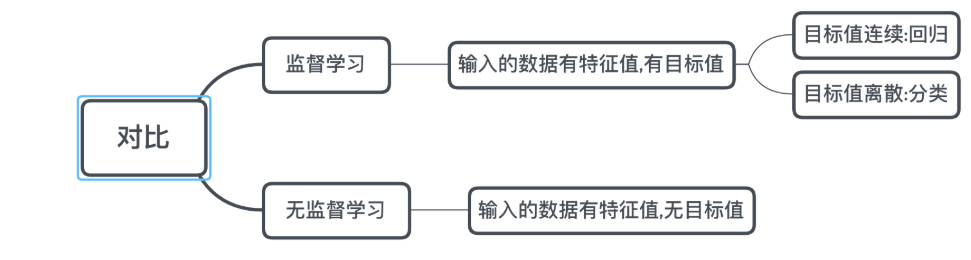 对比
监督学习
输入的数据有特征值,有目标值
目标值连续:回归
目标值离散:分类
无监督学习
输入的数据有特征值,无目标值